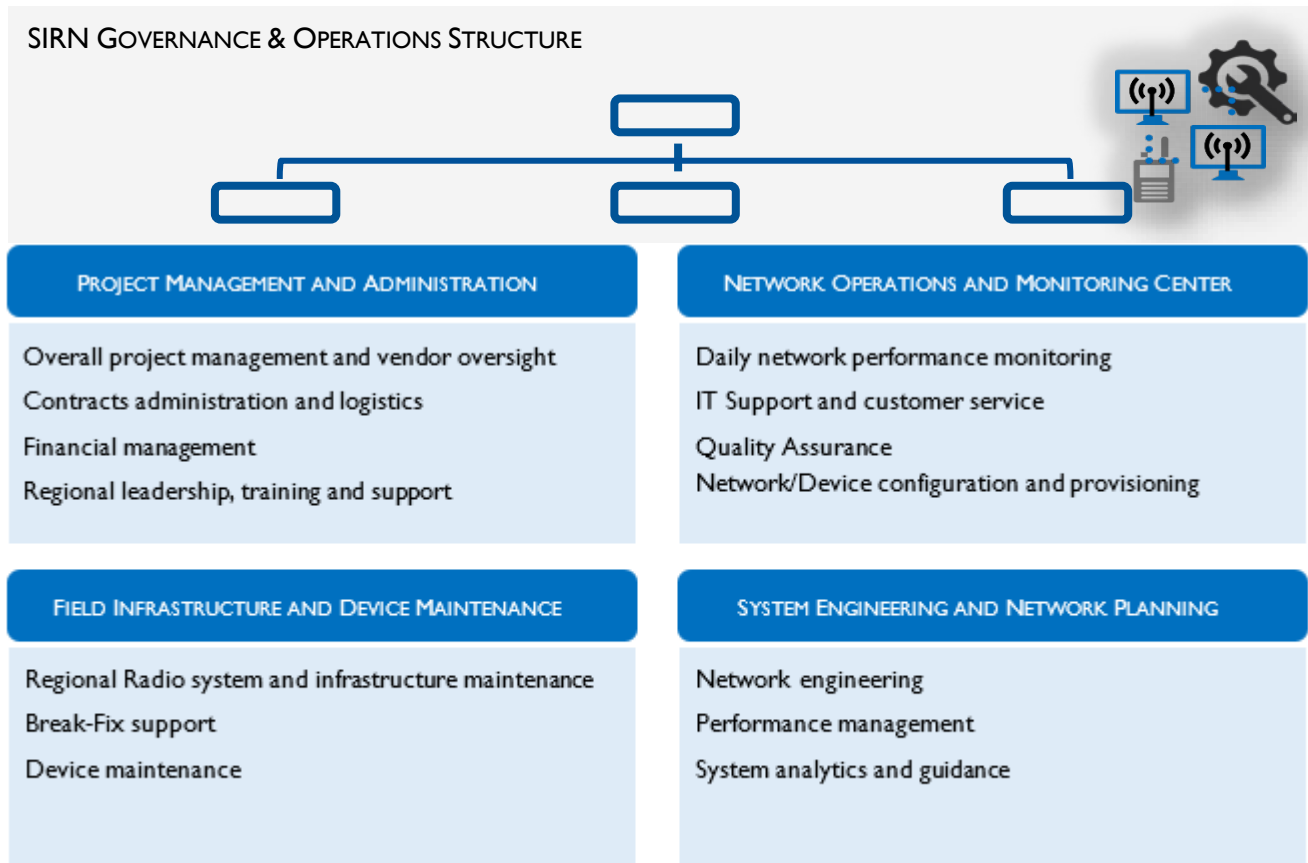 SIRN GOVERNANCE & OPERATIONS STRUCTURE
PROJECT MANAGEMENT AND ADMINISTRATION
Overall project management and vendor oversight
Contracts administration and logistics
Financial management
Regional leadership, training and support
NETWORK OPERATIONS AND MONITORING CENTER
Daily network performance monitoring
IT Support and customer service
Quality Assurance
Network/Device configuration and provisioning
FIELD INFRASTRUCTURE AND DEVICE MAINTENANCE
Regional Radio system and infrastructure maintenance
Break-Fix support
Device maintenance
SYSTEM ENGINEERING AND NETWORK PLANNING
Network engineering
Performance management
System analytics and guidance